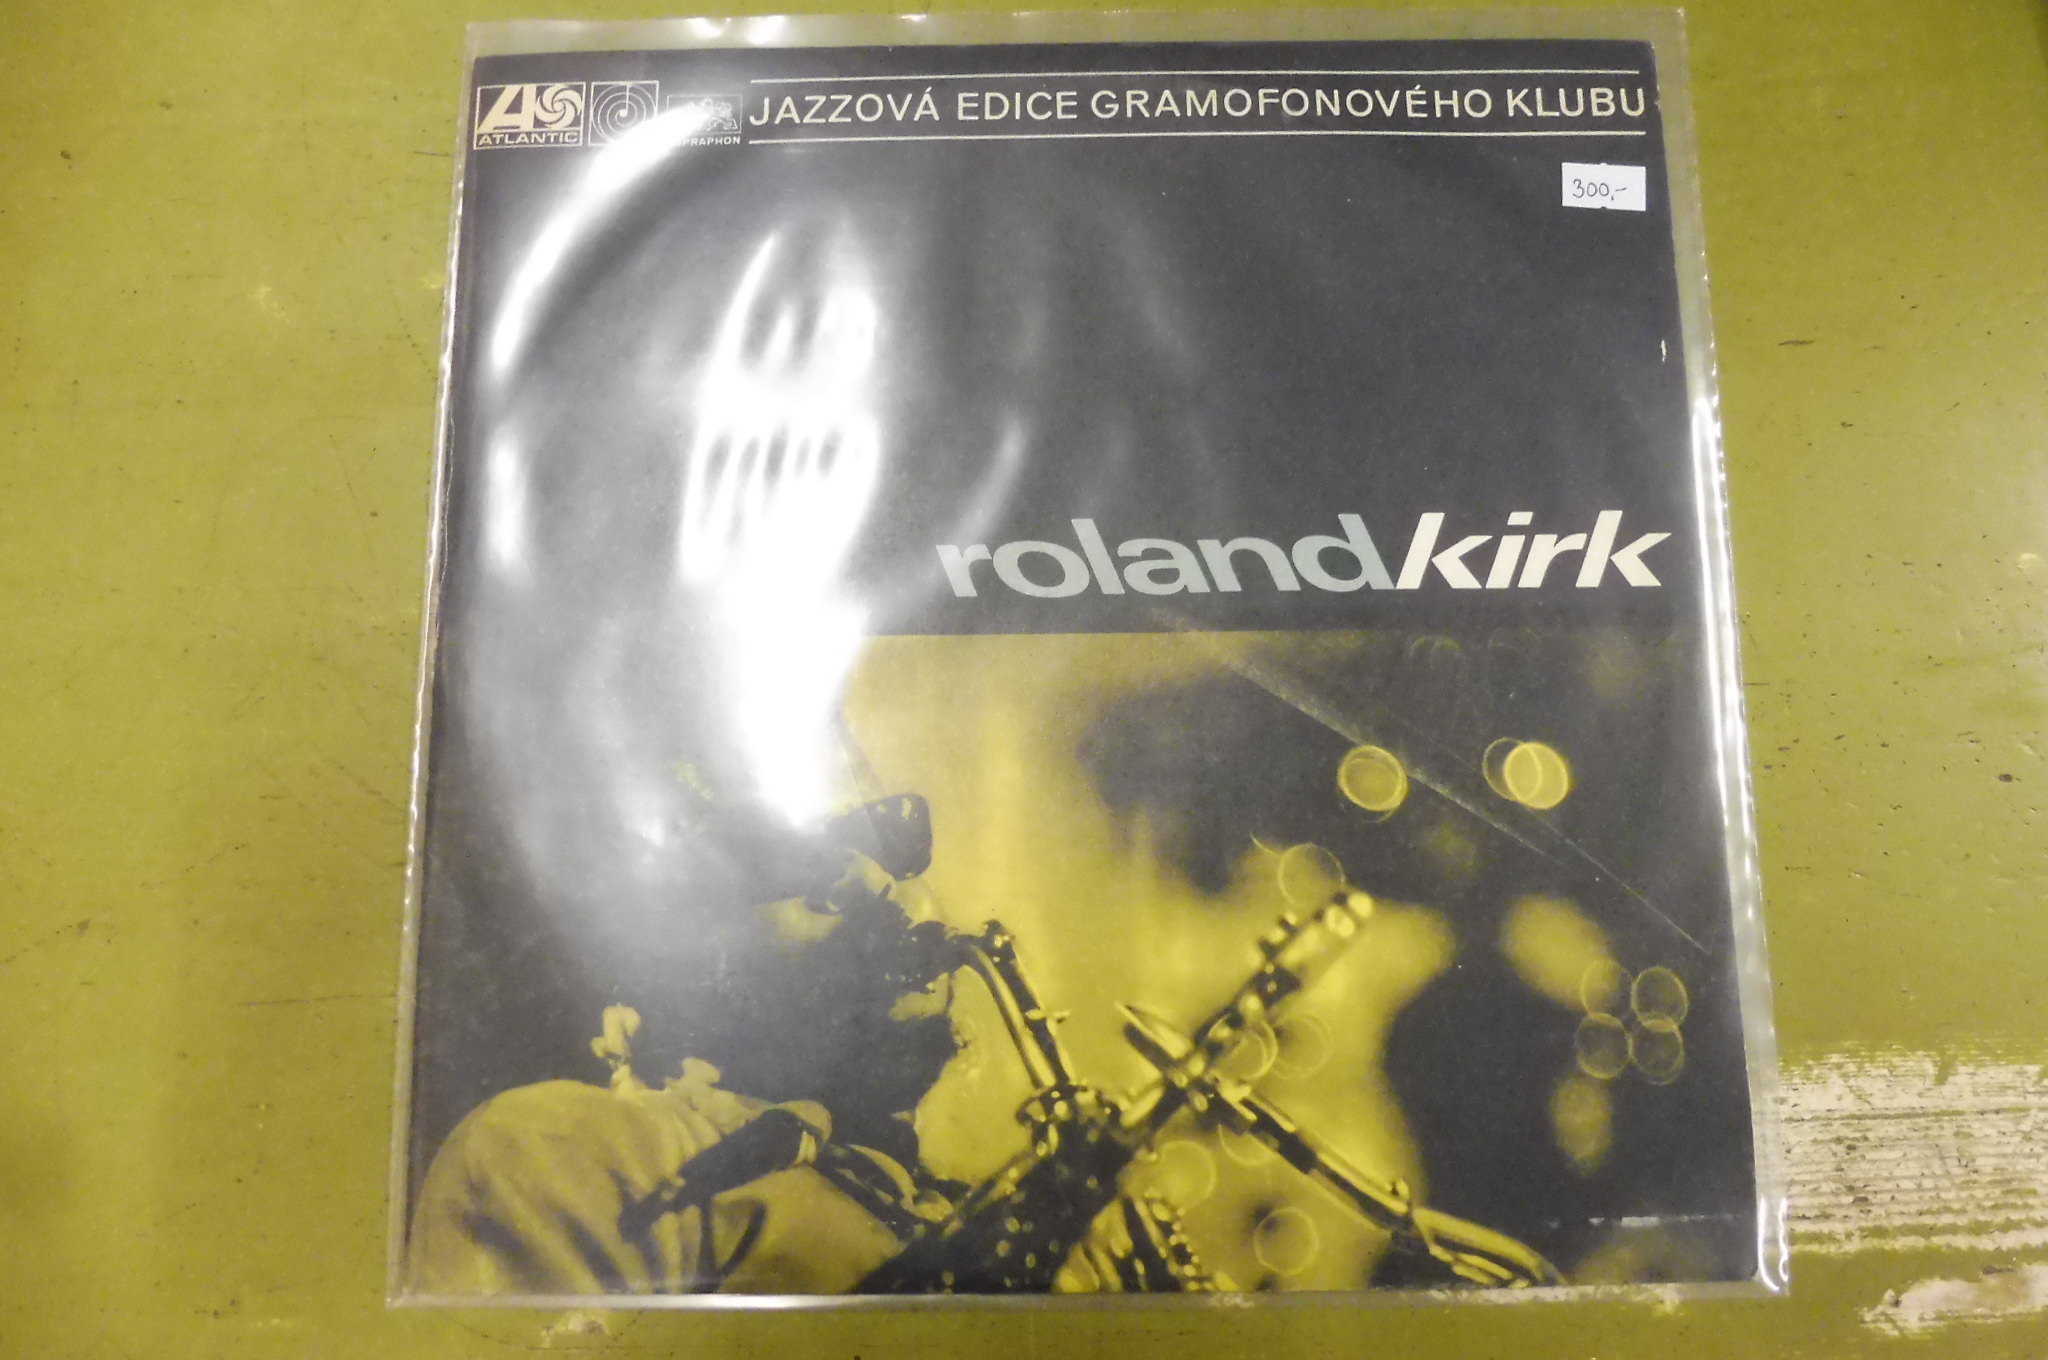 ATLANTIC
JAZZOVÁ EDICE GRAMOFONOVÉHO KLUBU
300,-
rolandkirk